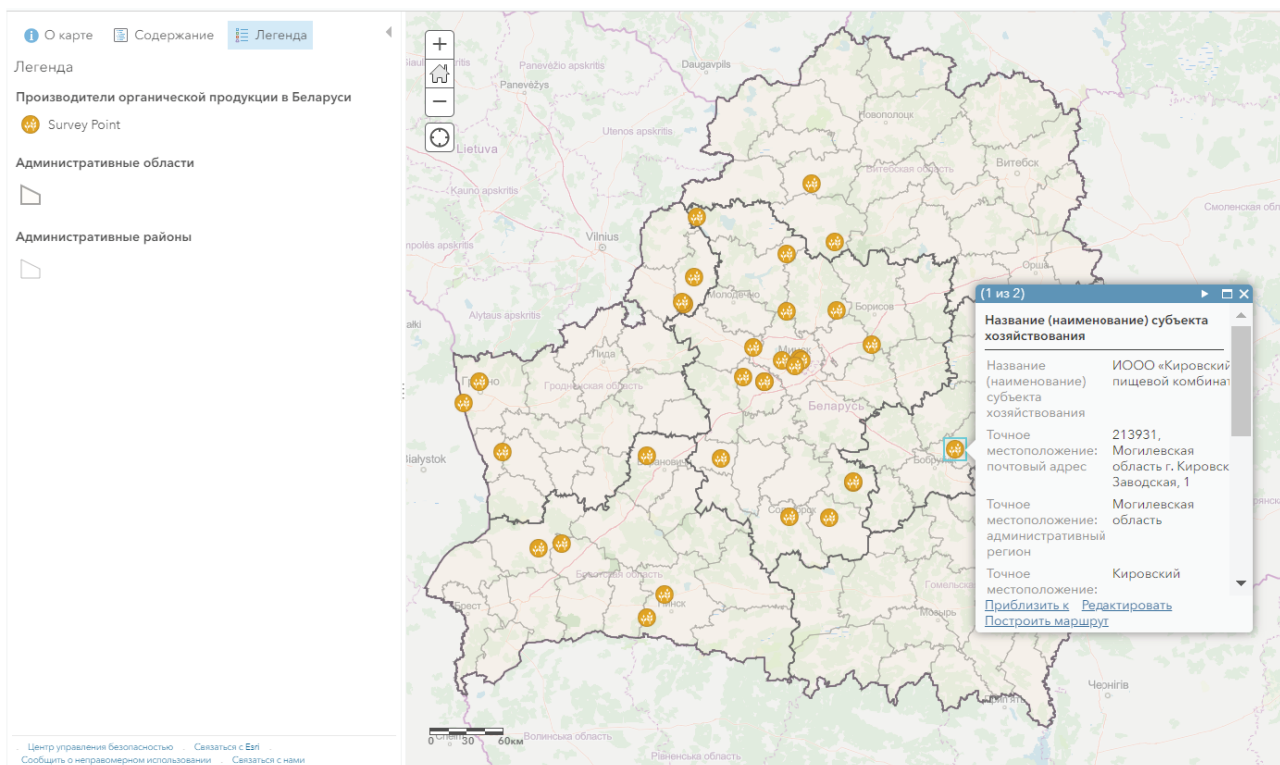 О карте
Содержание
Легенда
Легенда
Производители органической продукции в Беларуси
Survey Point
Административные области
Административные районы
Центр управления безопасностью
Связаться с Esri
Сообщить о неправомерном использовании
Связаться с нами
Panevėžio apskritis
Daugavpils
Panevėžys
Utenos apskritis
Новополоцк
Lietuva
Витебск
Витебская область
Kauno apskritis
Смоленская обл
Vilnius
mpolės apskritis
Орша
Молодечно
Борисов
Alytaus apskritis
Минск
Лида
Гродно
Гродненская область
Беларусь
Białystok
Барановичи
Бобруйск
Солигорск
Брестская область
Гомельска
Брест
Пинск
Мозырь
Чернігів
Волинська область
Рівненська область
0 30 60км
(1 из 2)
Название (наименование) субъекта
хозяйствования
Название ИООО «Кировский
(наименование) пищевой комбинат
субъекта
хозяйствования
Точное 213931,
местоположение: Могилевская
почтовый адрес область г. Кировск
Заводская, 1
Точное Могилевская
местоположение: область
административный
регион
Точное Кировский
местоположение:
Приблизить к Редактировать
Построить маршрут